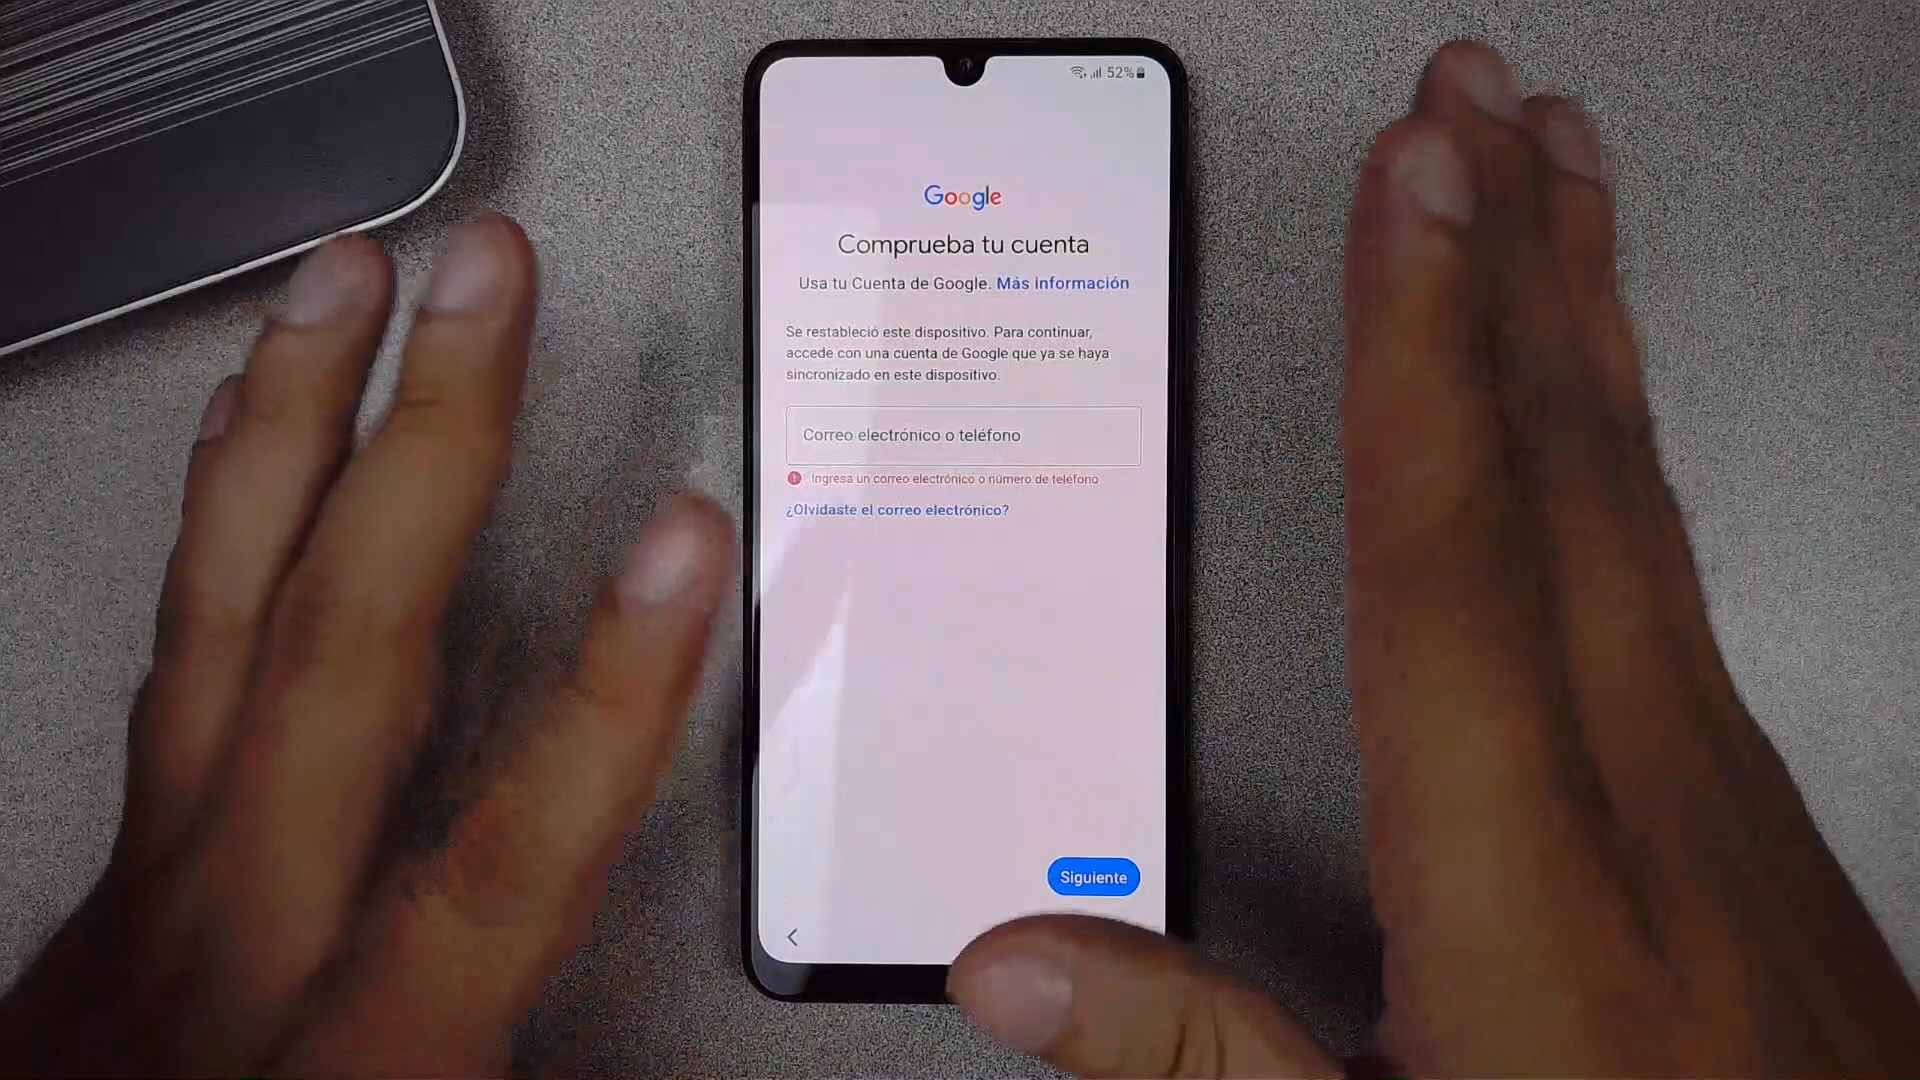 52%
Google
Comprueba tu cuenta
Usa tu Cuenta de Google. Más información
Se restableció este dispositivo. Para continuar,
accede con una cuenta de Google que ya se haya
sincronizado en este dispositivo.
Correo electrónico o teléfono
Ingresa un correo electrónico o número de teléfono
¿Olvidaste el correo electrónico?
Siguiente